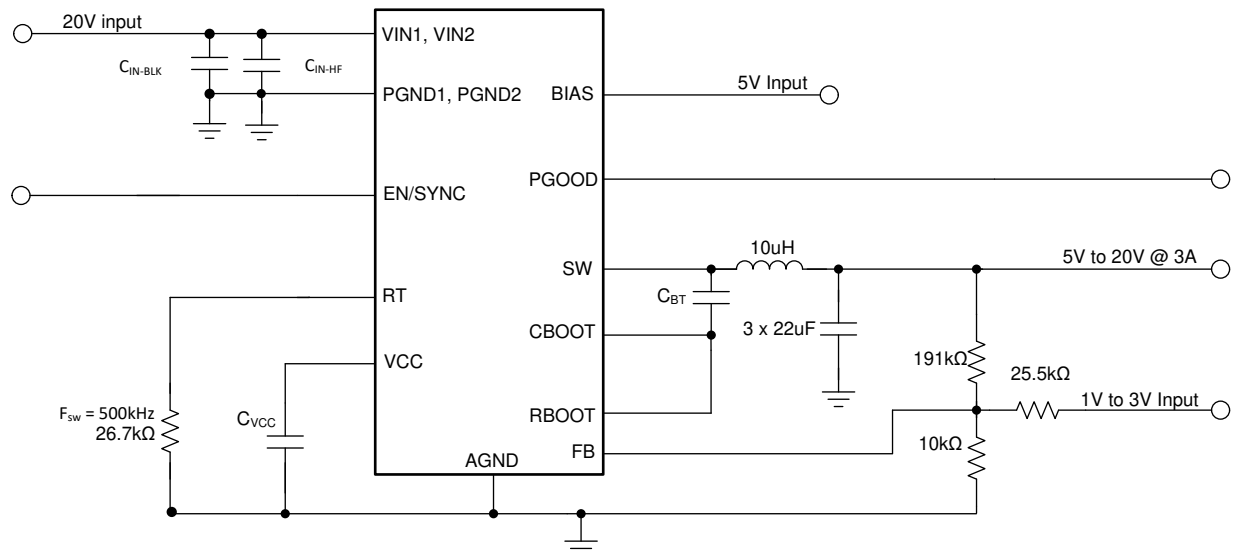 20V input
VIN1, VIN2
C_IN-BLK
C_IN-HF
PGND1, PGND2
BIAS
5V Input
PGOOD
EN/SYNC
10uH
SW
5V to 20V @ 3A
C_BT
RT
CBOOT
3 x 22uF
VCC
191kΩ
25.5kΩ
F_sw = 500kHz
26.7kΩ
C_VCC
RBOOT
1V to 3V Input
FB
10kΩ
AGND